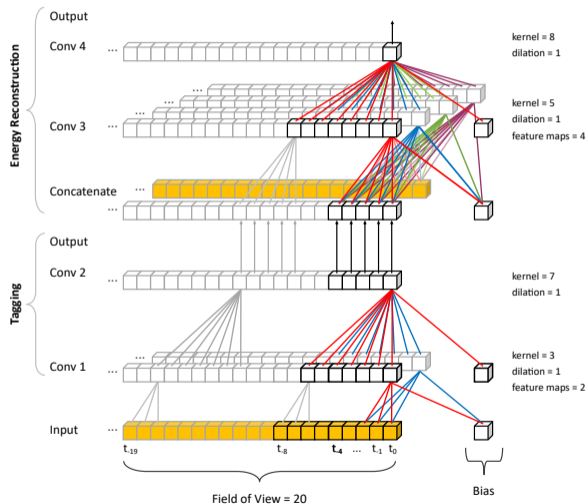 Output
Conv 4
...
kernel = 8
dilation = 1
...
...
...
Conv 3
...
kernel = 5
dilation = 1
feature maps = 4
Energy Reconstruction
Concatenate
...
...
Output
Conv 2
...
kernel = 7
dilation = 1
Tagging
...
Conv 1
...
kernel = 3
dilation = 1
feature maps = 2
Input
...
t-19
t-8
t-4
...
t-1
t0
Field of View = 20
Bias